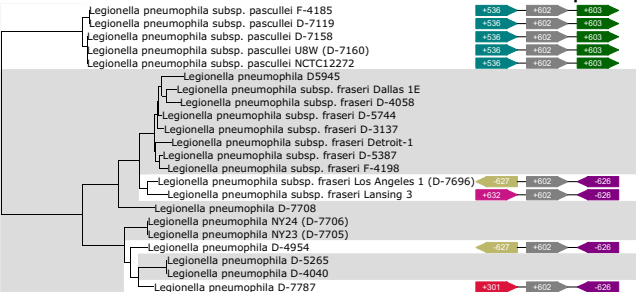 Legionella pneumophila subsp. pascullei F-4185 +536 +602 +603
Legionella pneumophila subsp. pascullei D-7119 +536 +602 +603
Legionella pneumophila subsp. pascullei D-7158 +536 +602 +603
Legionella pneumophila subsp. pascullei U8W (D-7160) +536 +602 +603
Legionella pneumophila subsp. pascullei NCTC12272 +536 +602 +603
Legionella pneumophila D5945
Legionella pneumophila subsp. fraseri Dallas 1E
Legionella pneumophila subsp. fraseri D-4058
Legionella pneumophila subsp. fraseri D-5744
Legionella pneumophila subsp. fraseri D-3137
Legionella pneumophila subsp. fraseri Detroit-1
Legionella pneumophila subsp. fraseri D-5387
Legionella pneumophila subsp. fraseri F-4198
Legionella pneumophila subsp. fraseri Los Angeles 1 (D-7696) -627 +602 -626
Legionella pneumophila subsp. fraseri Lansing 3 +632 +602 -626
Legionella pneumophila D-7708
Legionella pneumophila NY24 (D-7706)
Legionella pneumophila NY23 (D-7705)
Legionella pneumophila D-4954 -627 +602 -626
Legionella pneumophila D-5265
Legionella pneumophila D-4040
Legionella pneumophila D-7787 +301 +602 -626